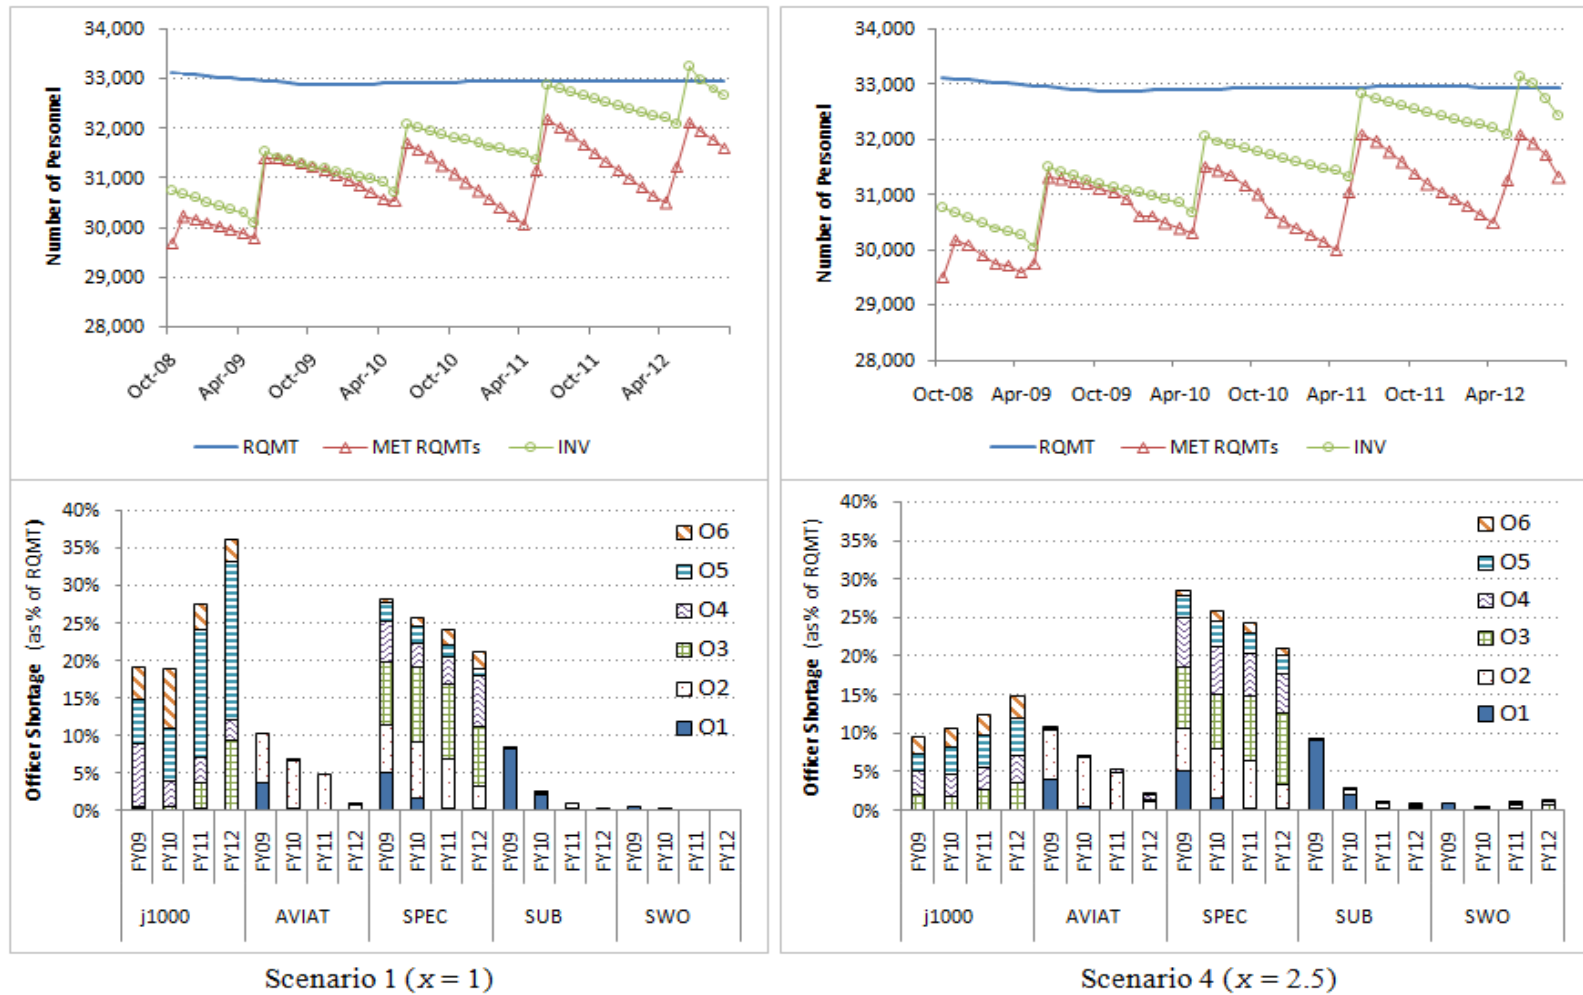 34,000
33,000
32,000
31,000
30,000
29,000
28,000
Number of Personnel
Oct-08 Apr-09 Oct-09 Apr-10 Oct-10 Apr-11 Oct-11 Apr-12
RQMT MET RQMTs INV
34,000
33,000
32,000
31,000
30,000
29,000
28,000
Number of Personnel
Oct-08 Apr-09 Oct-09 Apr-10 Oct-10 Apr-11 Oct-11 Apr-12
RQMT MET RQMTs INV
40%
35%
30%
25%
20%
15%
10%
5%
0%
Officer Shortage (as % of RQMT)
O6
O5
O4
O3
O2
O1
FY09 FY10 FY11 FY12 FY09 FY10 FY11 FY12 FY09 FY10 FY11 FY12 FY09 FY10 FY11 FY12 FY09 FY10 FY11 FY12
j1000 AVIAT SPEC SUB SWO
Scenario 1 (x = 1)
40%
35%
30%
25%
20%
15%
10%
5%
0%
Officer Shortage (as % of RQMT)
O6
O5
O4
O3
O2
O1
FY09 FY10 FY11 FY12 FY09 FY10 FY11 FY12 FY09 FY10 FY11 FY12 FY09 FY10 FY11 FY12 FY09 FY10 FY11 FY12
j1000 AVIAT SPEC SUB SWO
Scenario 4 (x = 2.5)